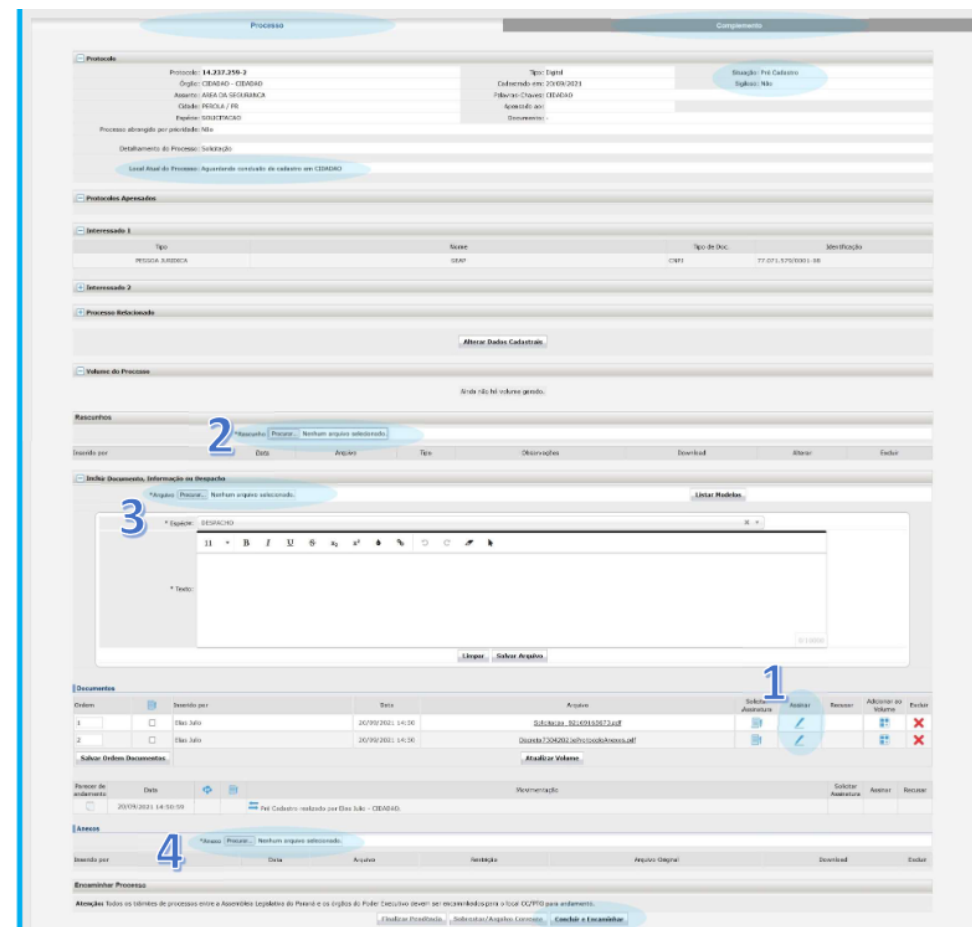 Processo
Complemento
Protocolo
Protocolo: 14.237.259-2
Tipo: Digital
Situação: Pré Cadastro
Órgão: CIDADAO - CIDADAO
Cadastrado em: 20/09/2021
Sigiloso: Não
Assunto: AREA DA SEGURANCA
Palavras-Chaves: CIDADAO
Cidade: PEROLA / PR
Apensado ao:
Espécie: SOLICITACAO
Documento: -
Processo abrangido por prioridade: Não
Detalhamento do Processo: Solicitação
Local Atual do Processo: Aguardando conclusão de cadastro em CIDADAO
Protocolos Apensados
Interessado 1
Tipo Nome Tipo de Doc. Identificação
PESSOA JURIDICA CNPJ
Interessado 2
Processo Relacionado
Alterar Dados Cadastrais
Volume do Processo
Ainda não há volume gerado.
Rascunhos
2
*Rascunho Procurar... Nenhum arquivo selecionado.
Inserido por Data Arquivo Tipo Observações Download Alterar Excluir
Incluir Documento, Informação ou Despacho
*Arquivo Procurar... Nenhum arquivo selecionado.
Listar Modelos
3
* Espécie: DESPACHO
11 B I U S x₂ x²
* Texto:
Limpar Salvar Arquivo
1
Documentos
Ordem Inserido por Data Arquivo Solicitar Assinatura Assinar Recusar Adicionar ao Volume Excluir
1 Elias Julio 20/09/2021 14:50
2 Elias Julio 20/09/2021 14:50
Salvar Ordem Documentos
Atualizar Volume
Parecer de andamento Data Movimentação Solicitar Assinatura Assinar Recusar
20/09/2021 14:50:59 Pré Cadastro realizado por Elias Julio - CIDADAO.
Anexos
4
*Anexo Procurar... Nenhum arquivo selecionado.
Inserido por Data Arquivo Restrição Arquivo Original Download Excluir
Encaminhar Processo
Atenção: Todos os trâmites de processos entre a Assembleia Legislativa do Paraná e os órgãos do Poder Executivo devem ser encaminhados para o local CC/PTO para andamento.
Finalizar Pendência Sobrestar/Arquivo Corrente Concluir e Encaminhar